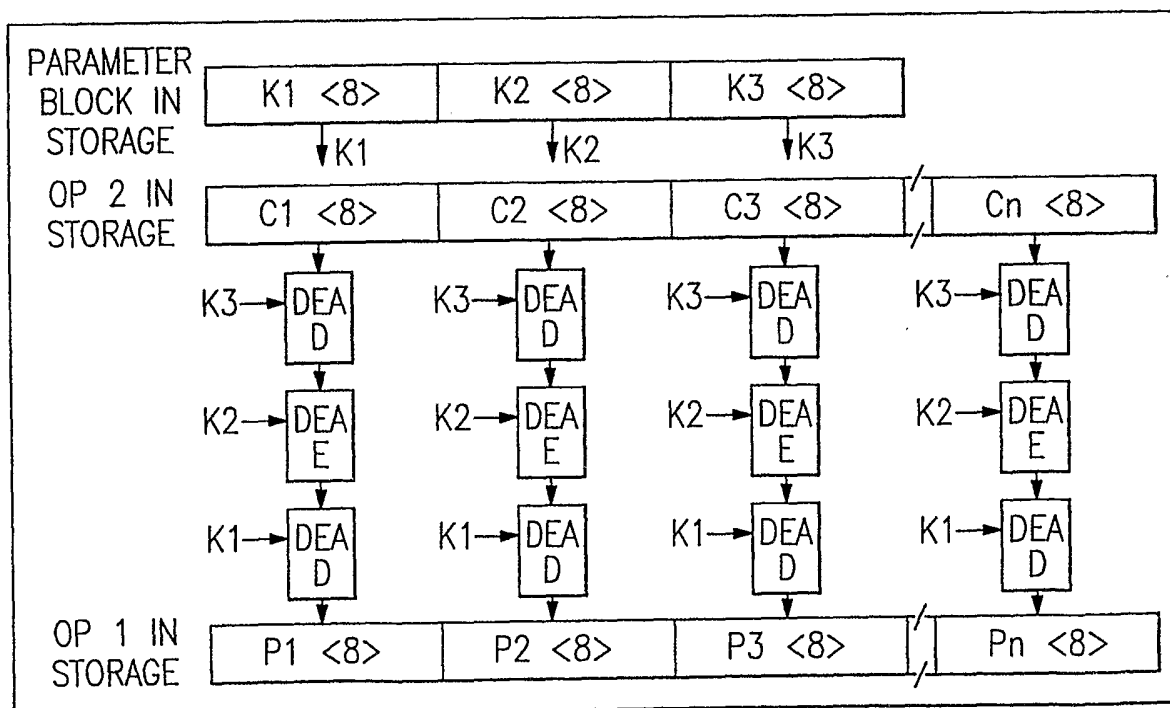 PARAMETER
BLOCK IN
STORAGE
K1 <8> K2 <8> K3 <8>
K1 K2 K3
OP 2 IN
STORAGE
C1 <8> C2 <8> C3 <8> Cn <8>
K3 DEA K3 DEA K3 DEA K3 DEA
D D D D
K2 DEA K2 DEA K2 DEA K2 DEA
E E E E
K1 DEA K1 DEA K1 DEA K1 DEA
D D D D
OP 1 IN
STORAGE
P1 <8> P2 <8> P3 <8> Pn <8>